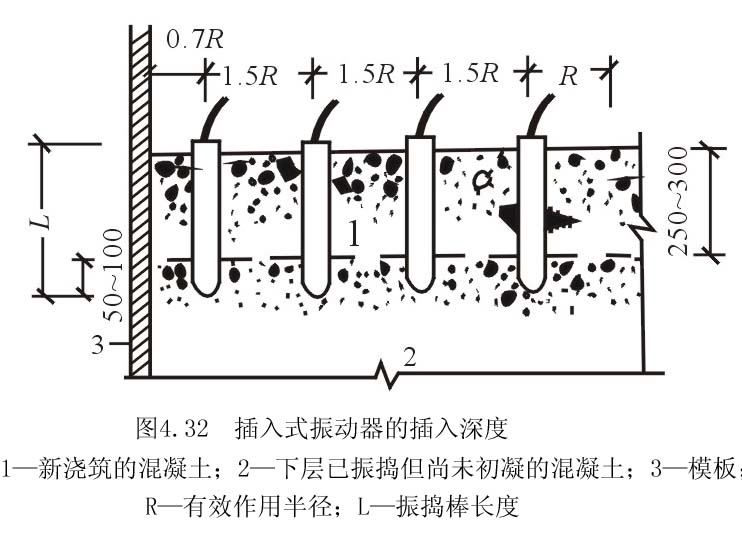 0.7R
1.5R 1.5R 1.5R R
L
50~100
250~300
1
2
3
图4.32 插入式振动器的插入深度
1—新浇筑的混凝土；2—下层已振捣但尚未初凝的混凝土；3—模板；
R—有效作用半径；L—振捣棒长度